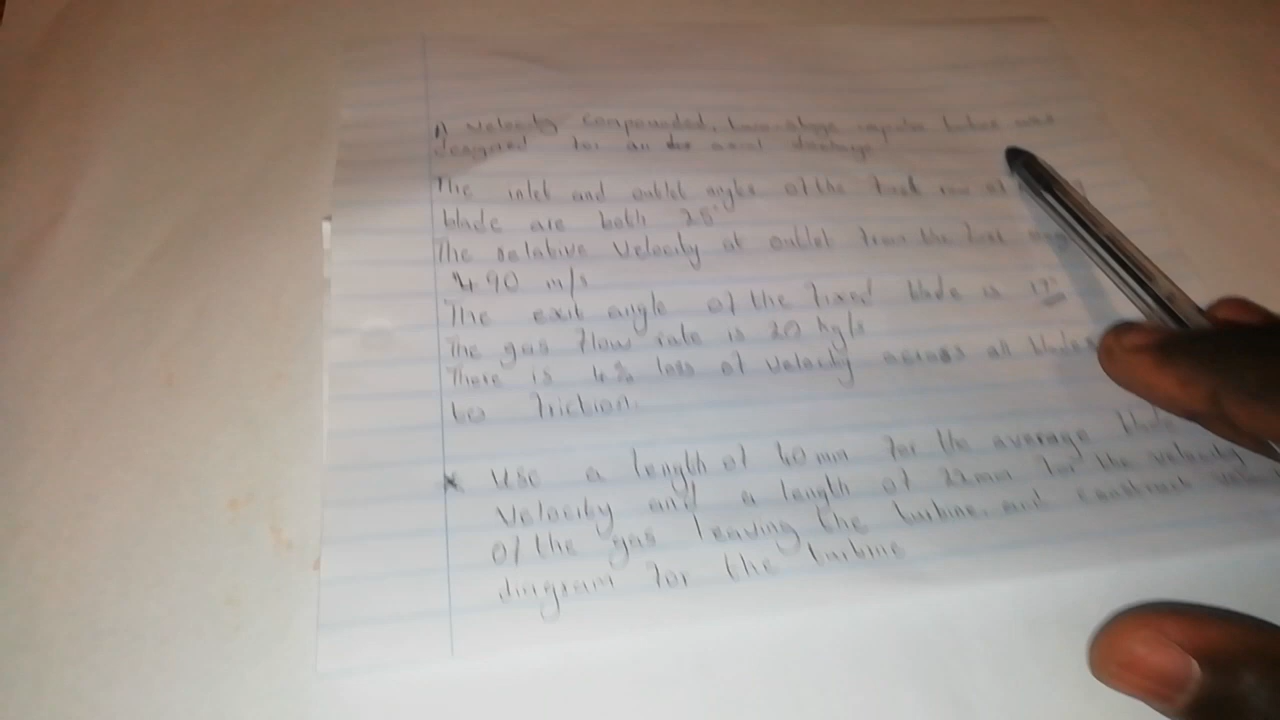 A velocity compounded, two-stage impulse turbine was
designed for an axial discharge
The inlet and outlet angles of the first row of
blade are both 28°
The relative velocity at outlet from the first
490 m/s
The exit angle of the fixed blade is
The gas flow rate is 20 kg/s
There is 4% loss of velocity across all blades
to friction.
* Use a length of 40 mm for the average blade
velocity and a length of 22mm for the velocity
of the gas leaving the turbine, and construct
diagram for the turbine